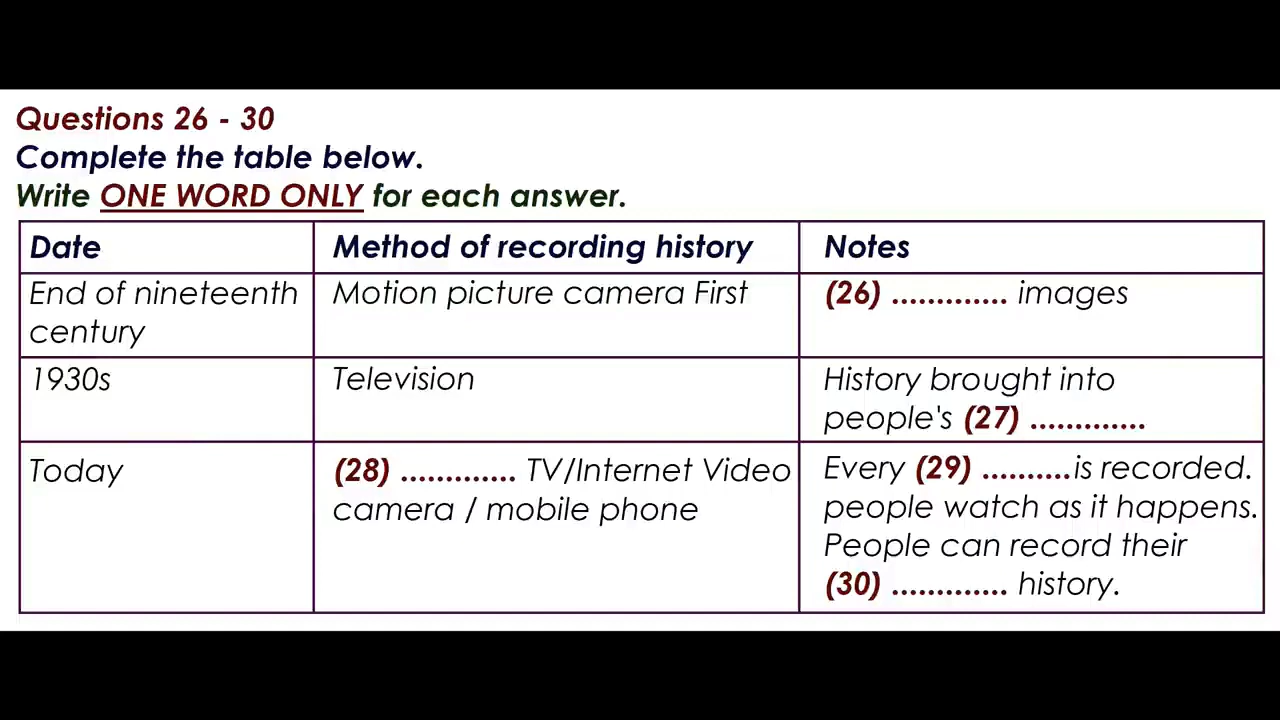 Questions 26 - 30
Complete the table below.
Write ONE WORD ONLY for each answer.
Date Method of recording history Notes
End of nineteenth century Motion picture camera First (26) ............. images
1930s Television History brought into people's (27) .............
Today (28) ............. TV/Internet Video camera / mobile phone Every (29) ..........is recorded. people watch as it happens. People can record their (30) ............. history.